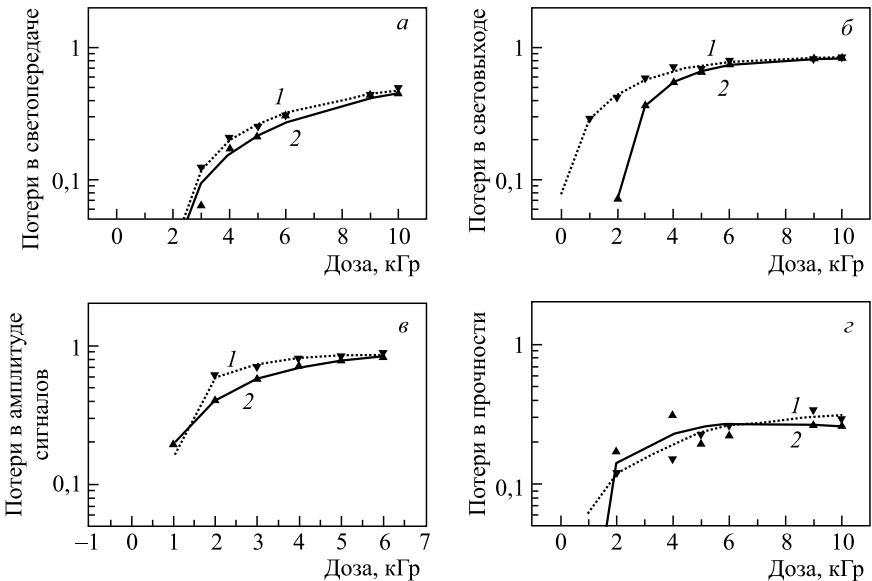 а
1
0,1
1
2
Потери в светопередаче
0 2 4 6 8 10
Доза, кГр
б
1
0,1
1
2
Потери в световыходе
0 2 4 6 8 10
Доза, кГр
в
1
0,1
1
2
Потери в амплитуде
сигналов
–1 0 1 2 3 4 5 6 7
Доза, кГр
г
1
0,1
1
2
Потери в прочности
0 2 4 6 8 10
Доза, кГр